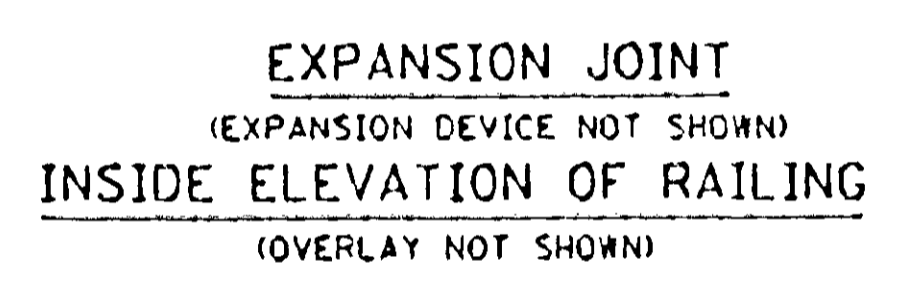 EXPANSION JOINT
(EXPANSION DEVICE NOT SHOWN)
INSIDE ELEVATION OF RAILING
(OVERLAY NOT SHOWN)